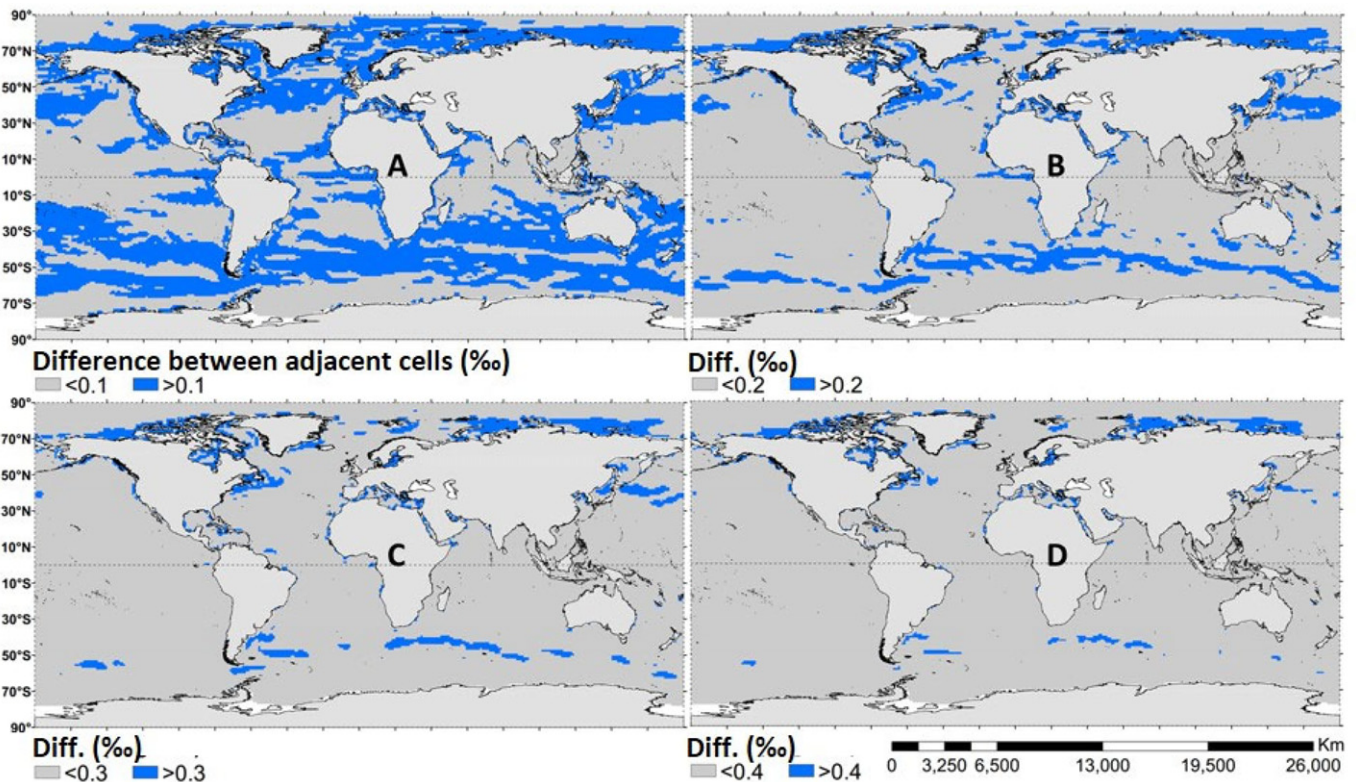 90°
70°N
50°N
30°N
10°N
10°S
30°S
50°S
70°S
90°
A
B
Difference between adjacent cells (‰)
<0.1 >0.1
Diff. (‰)
<0.2 >0.2
90°
70°N
50°N
30°N
10°N
10°S
30°S
50°S
70°S
90°
C
D
Diff. (‰)
<0.3 >0.3
Diff. (‰)
<0.4 >0.4
Km
0 3,250 6,500 13,000 19,500 26,000